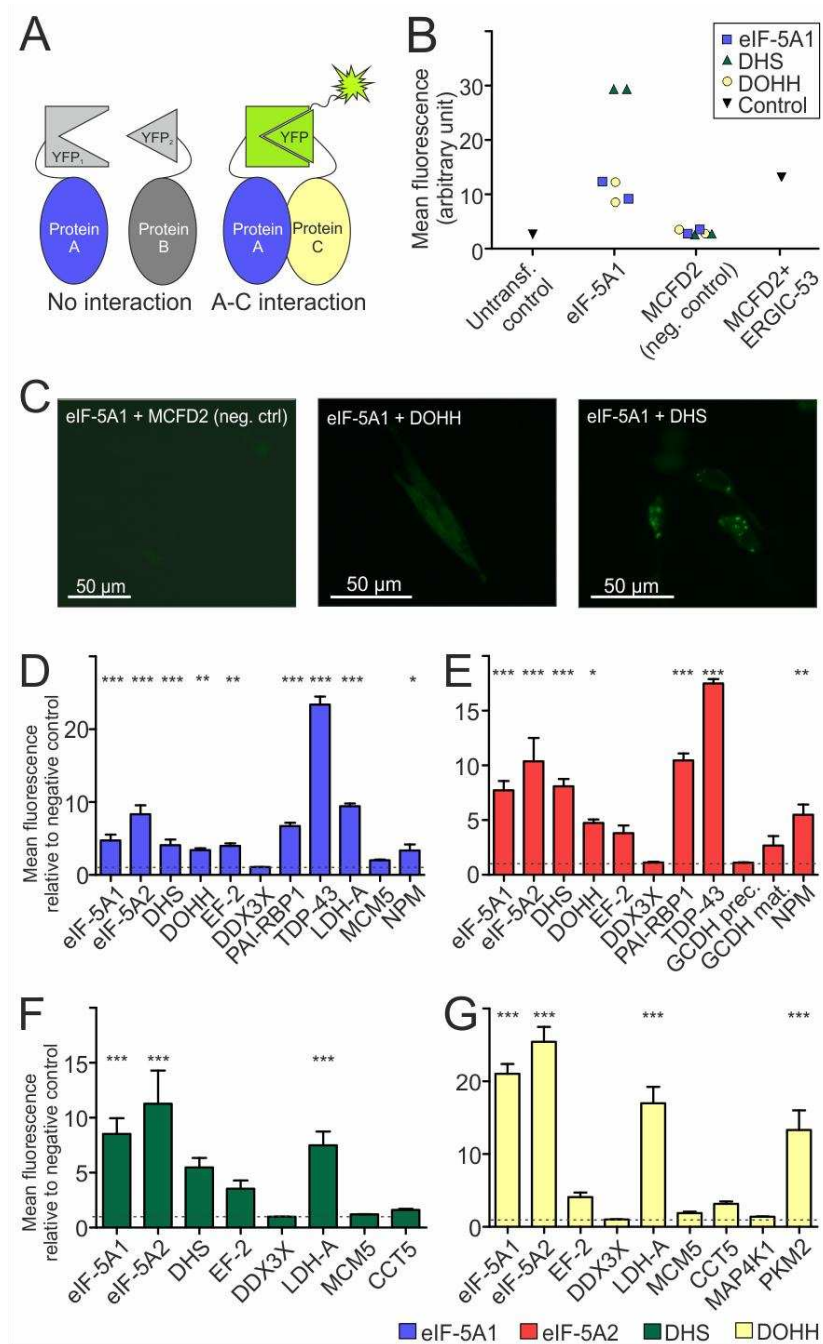 A
YFP₁
YFP₂
YFP
Protein
A
Protein
B
Protein
A
Protein
C
No interaction
A-C interaction
B
Mean fluorescence
(arbitrary unit)
30
20
10
0
eIF-5A1
DHS
DOHH
Control
Untransf.
control
eIF-5A1
MCFD2
(neg. control)
MCFD2+
ERGIC-53
C
eIF-5A1 + MCFD2 (neg. ctrl)
50 µm
eIF-5A1 + DOHH
50 µm
eIF-5A1 + DHS
50 µm
D
Mean fluorescence
relative to negative control
20
10
0
*** *** *** ** ** *** *** *** *
eIF-5A1
eIF-5A2
DHS
DOHH
EF-2
DDX3X
PAI-RBP1
TDP-43
LDH-A
MCM5
NPM
E
15
10
5
0
*** *** *** * *** *** **
eIF-5A1
eIF-5A2
DHS
DOHH
EF-2
DDX3X
PAI-RBP1
TDP-43
GCDH prec.
GCDH mat.
NPM
F
Mean fluorescence
relative to negative control
15
10
5
0
*** *** ***
eIF-5A1
eIF-5A2
DHS
EF-2
DDX3X
LDH-A
MCM5
CCT5
G
20
10
0
*** *** *** ***
eIF-5A1
eIF-5A2
EF-2
DDX3X
LDH-A
MCM5
CCT5
MAP4K1
PKM2
eIF-5A1 eIF-5A2 DHS DOHH